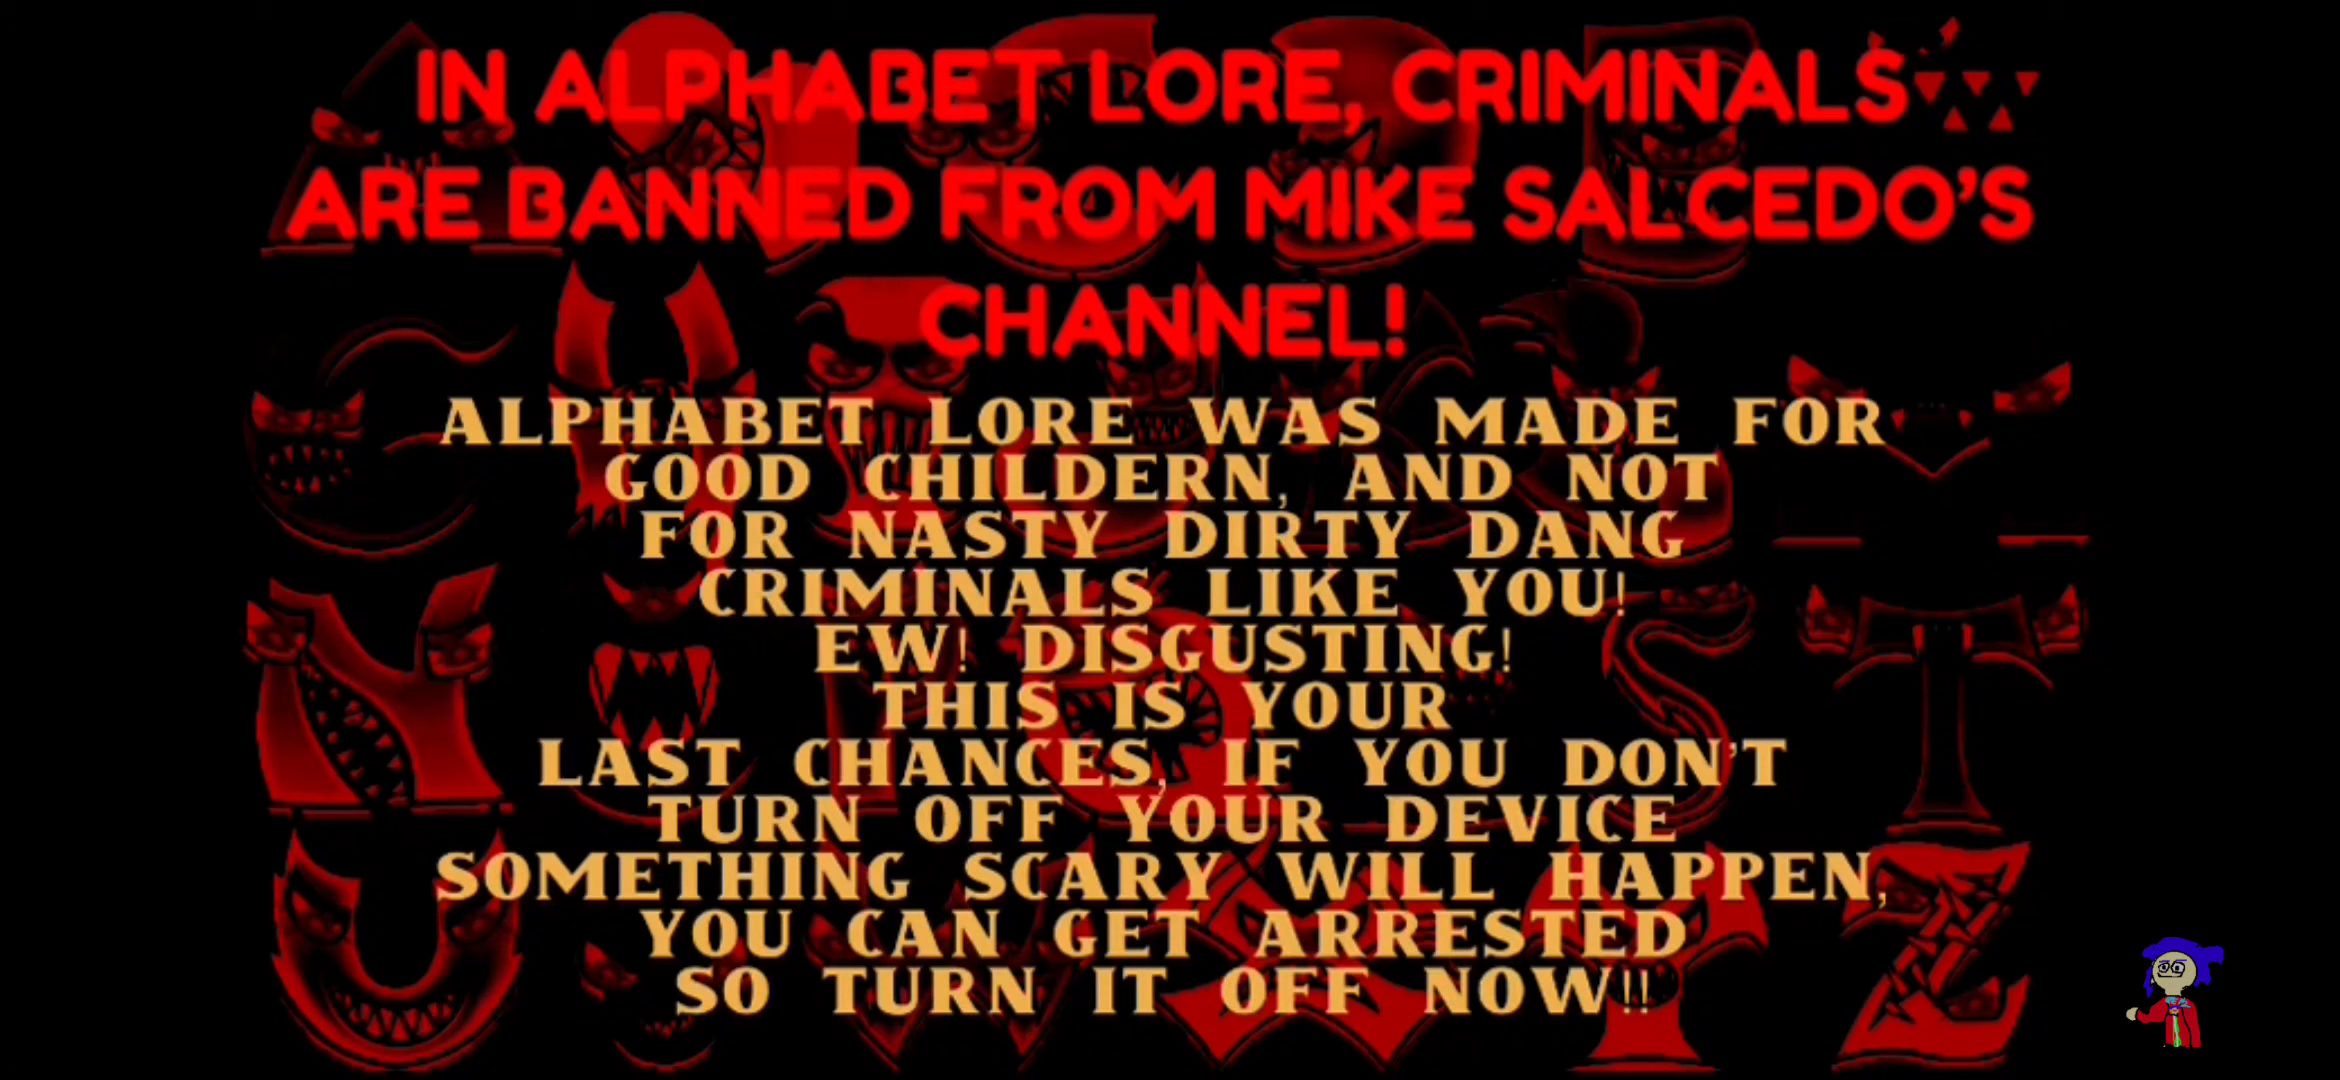 IN ALPHABET LORE, CRIMINALS
ARE BANNED FROM MIKE SALCEDO'S
CHANNEL!
ALPHABET LORE WAS MADE FOR
GOOD CHILDERN, AND NOT
FOR NASTY DIRTY DANG
CRIMINALS LIKE YOU!
EW! DISGUSTING!
THIS IS YOUR
LAST CHANCES, IF YOU DON'T
TURN OFF YOUR DEVICE
SOMETHING SCARY WILL HAPPEN,
YOU CAN GET ARRESTED
SO TURN IT OFF NOW!!